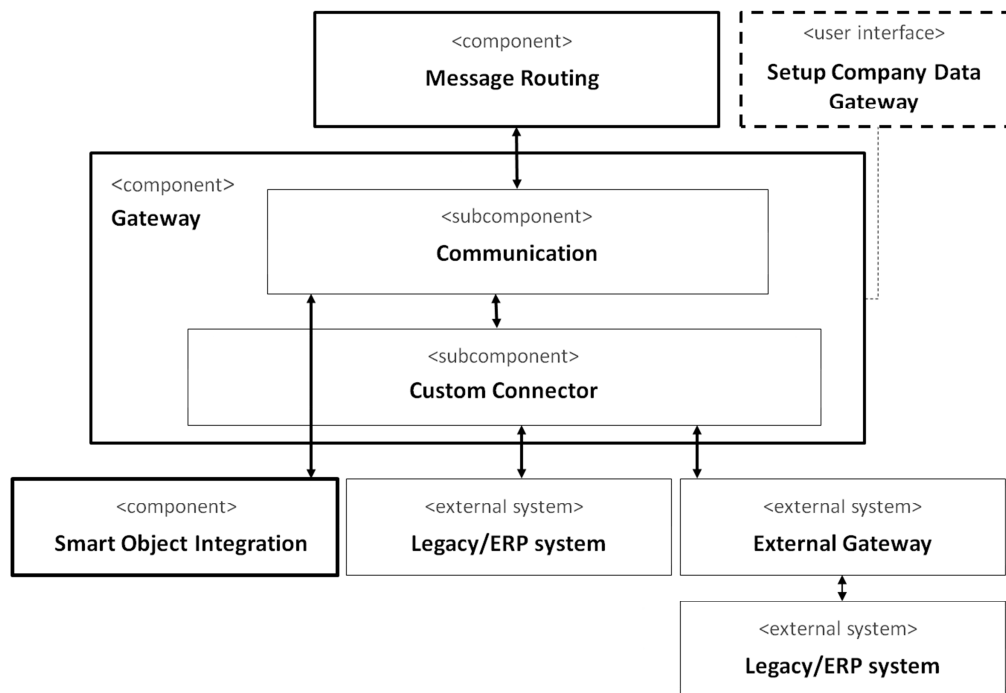 <component>
Message Routing
<user interface>
Setup Company Data
Gateway
<component>
Gateway
<subcomponent>
Communication
<subcomponent>
Custom Connector
<component>
Smart Object Integration
<external system>
Legacy/ERP system
<external system>
External Gateway
<external system>
Legacy/ERP system